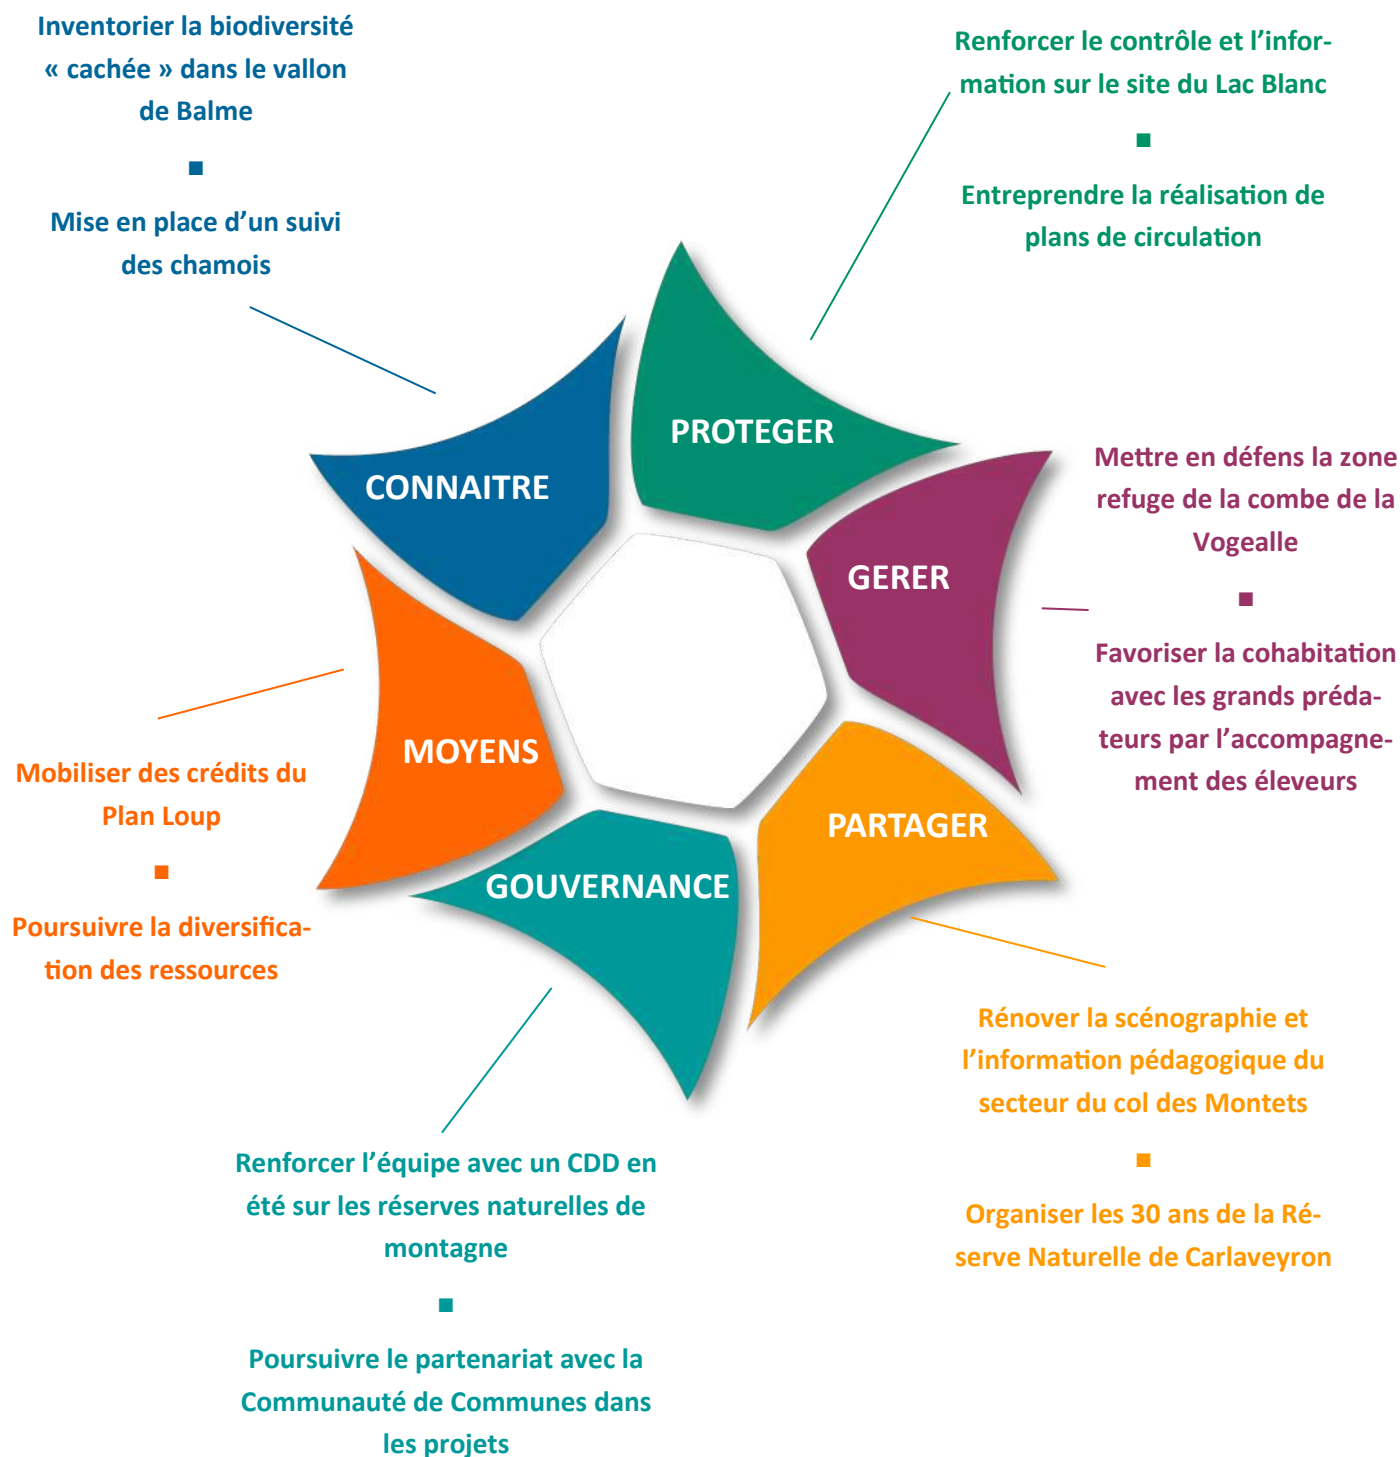 Inventorier la biodiversité
« cachée » dans le vallon
de Balme
■
Mise en place d’un suivi
des chamois
Renforcer le contrôle et l’infor-
mation sur le site du Lac Blanc
■
Entreprendre la réalisation de
plans de circulation
PROTEGER
CONNAITRE
GERER
Mettre en défens la zone
refuge de la combe de la
Vogealle
■
Favoriser la cohabitation
avec les grands préda-
teurs par l’accompagne-
ment des éleveurs
MOYENS
Mobiliser des crédits du
Plan Loup
■
Poursuivre la diversifica-
tion des ressources
PARTAGER
GOUVERNANCE
Rénover la scénographie et
l’information pédagogique du
secteur du col des Montets
■
Organiser les 30 ans de la Ré-
serve Naturelle de Carlaveyron
Renforcer l’équipe avec un CDD en
été sur les réserves naturelles de
montagne
■
Poursuivre le partenariat avec la
Communauté de Communes dans
les projets